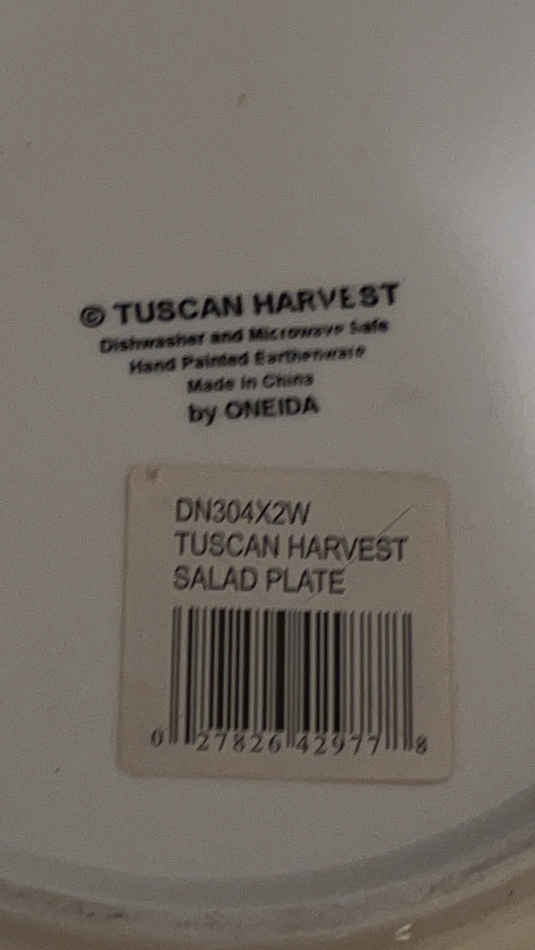 © TUSCAN HARVEST
Dishwasher and Microwave Safe
Hand Painted Earthenware
Made in China
by ONEIDA
DN304X2W
TUSCAN HARVEST
SALAD PLATE
0 27826 42977 8